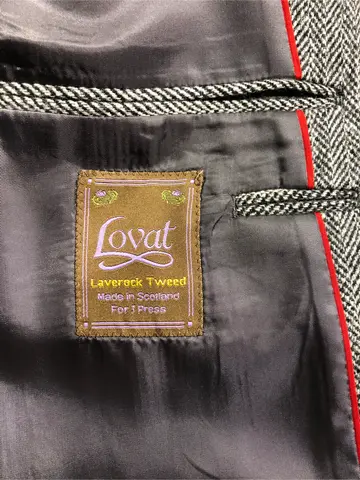 Lovat
Laverock Tweed
Made in Scotland
For J Press